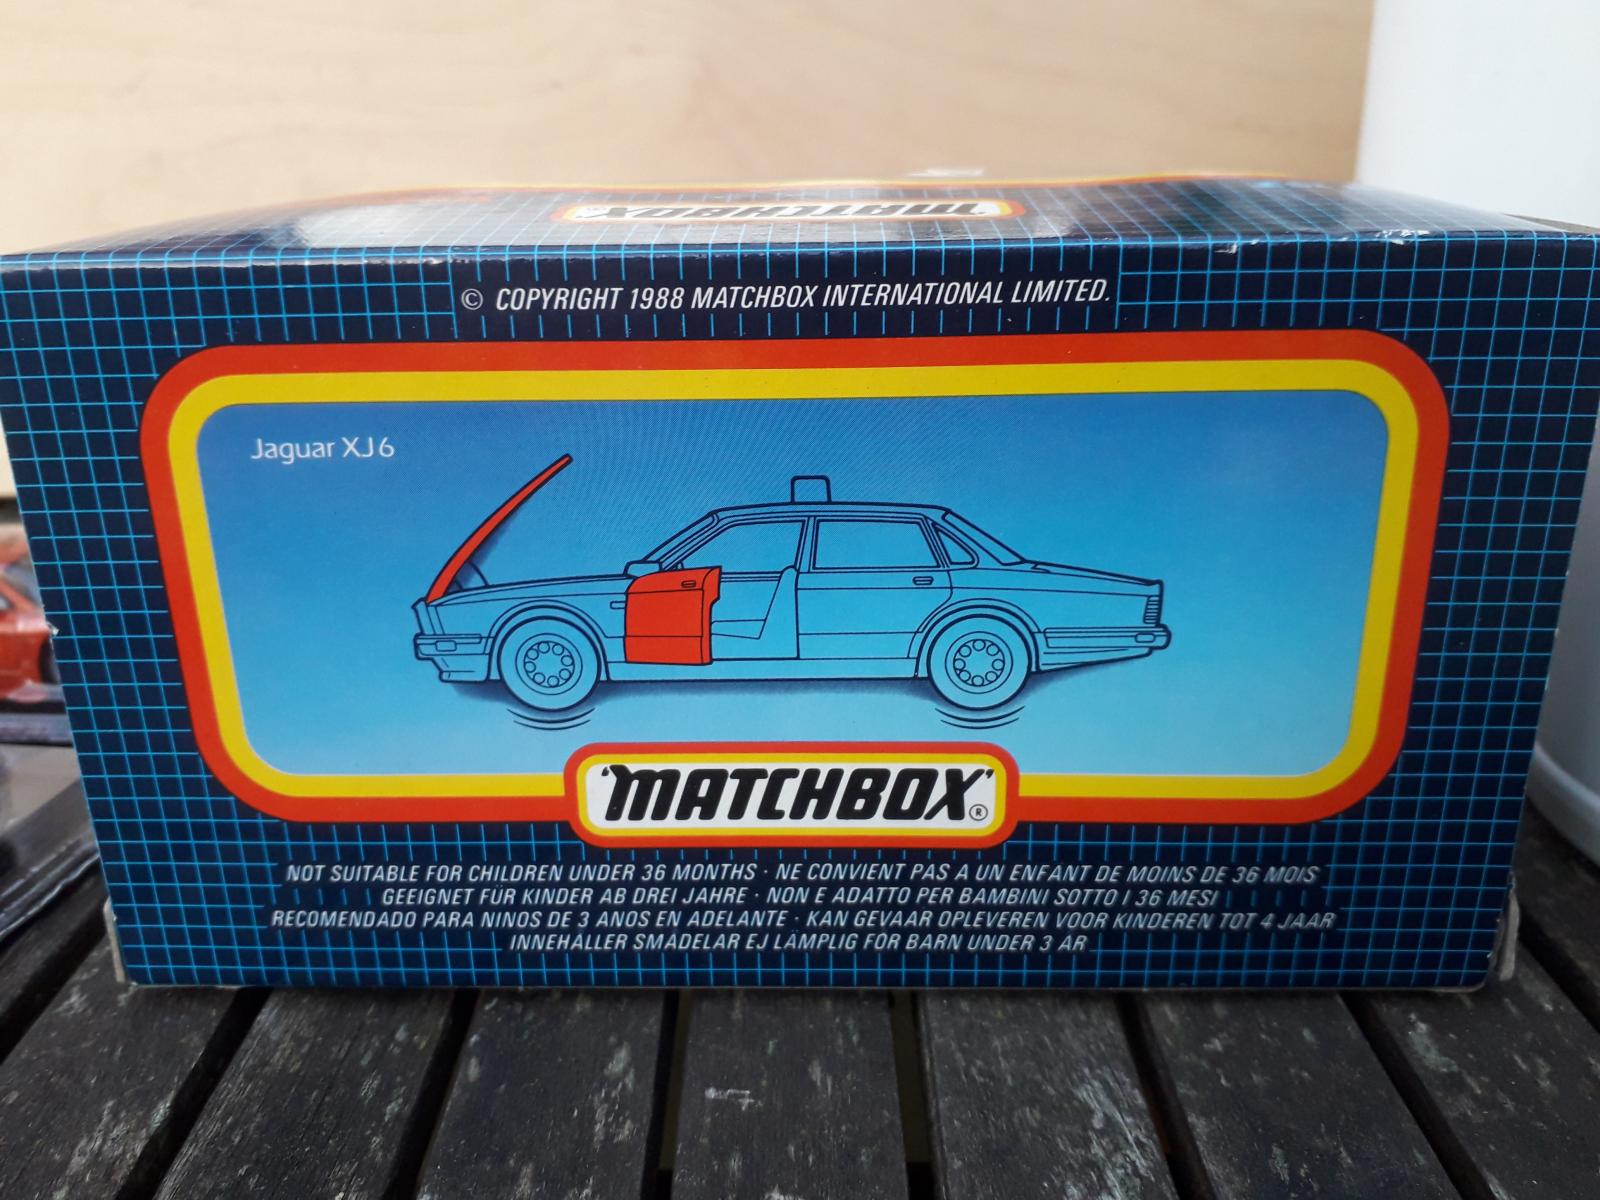 'MATCHBOX'
© COPYRIGHT 1988 MATCHBOX INTERNATIONAL LIMITED.
Jaguar XJ6
'MATCHBOX'®
NOT SUITABLE FOR CHILDREN UNDER 36 MONTHS · NE CONVIENT PAS A UN ENFANT DE MOINS DE 36 MOIS
GEEIGNET FÜR KINDER AB DREI JAHRE · NON E ADATTO PER BAMBINI SOTTO I 36 MESI
RECOMENDADO PARA NINOS DE 3 ANOS EN ADELANTE · KAN GEVAAR OPLEVEREN VOOR KINDEREN TOT 4 JAAR
INNEHALLER SMADELAR EJ LÄMPLIG FOR BARN UNDER 3 AR